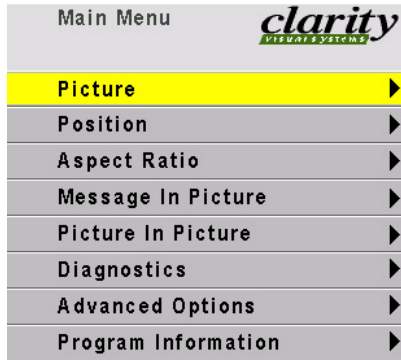 Main Menu
clarity
VISUAL SYSTEMS
Picture
Position
Aspect Ratio
Message In Picture
Picture In Picture
Diagnostics
Advanced Options
Program Information